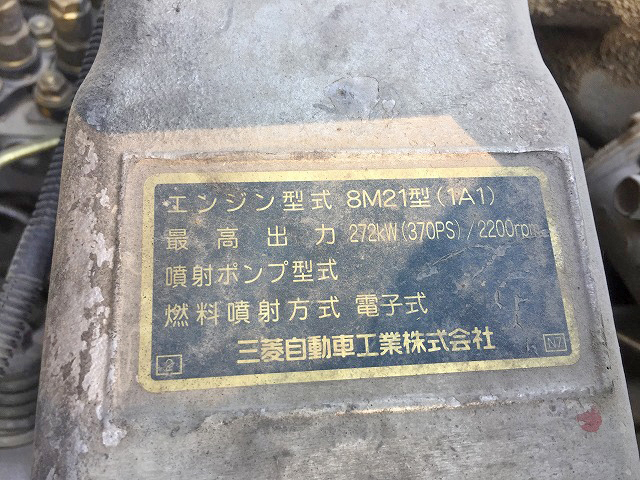 エンジン型式 8M21型(1A1)
最高出力 272kW(370PS)/2200rpm
噴射ポンプ型式
燃料噴射方式 電子式
三菱自動車工業株式会社
N7